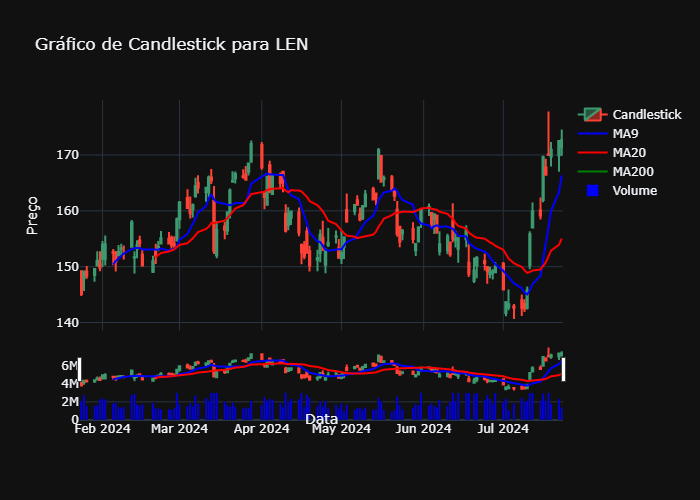 Gráfico de Candlestick para LEN
Candlestick
MA9
MA20
MA200
Volume
Preço
170
160
150
140
6M
4M
2M
0
Data
Feb 2024 Mar 2024 Apr 2024 May 2024 Jun 2024 Jul 2024